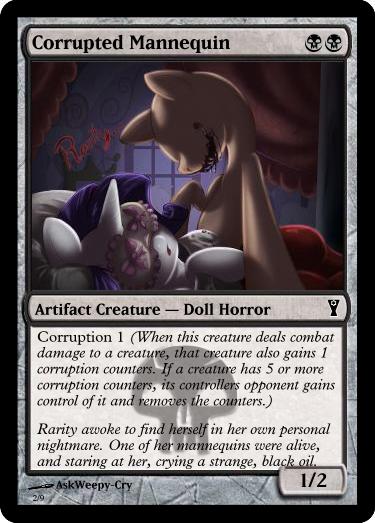 Corrupted Mannequin
Rarity
Artifact Creature — Doll Horror
Corruption 1 (When this creature deals combat
damage to a creature, that creature also gains 1
corruption counters. If a creature has 5 or more
corruption counters, its controllers opponent gains
control of it and removes the counters.)
Rarity awoke to find herself in her own personal
nightmare. One of her mannequins were alive,
and staring at her, crying a strange, black oil.
AskWeepy-Cry
2/9
1/2